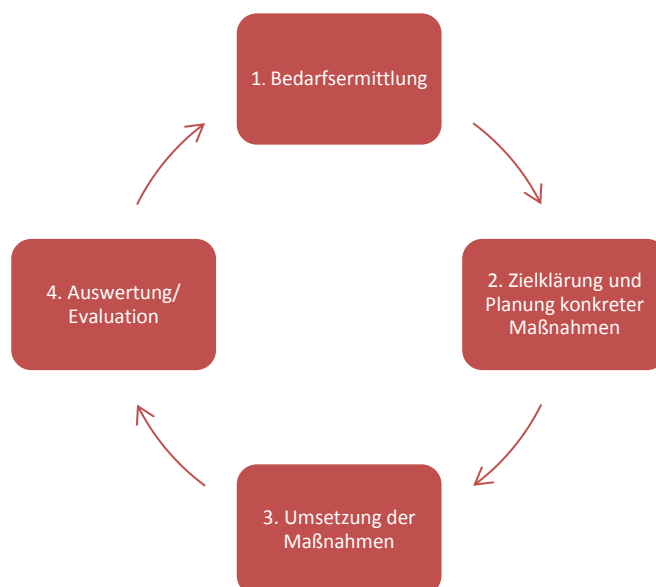 1. Bedarfsermittlung
2. Zielklärung und
Planung konkreter
Maßnahmen
3. Umsetzung der
Maßnahmen
4. Auswertung/
Evaluation